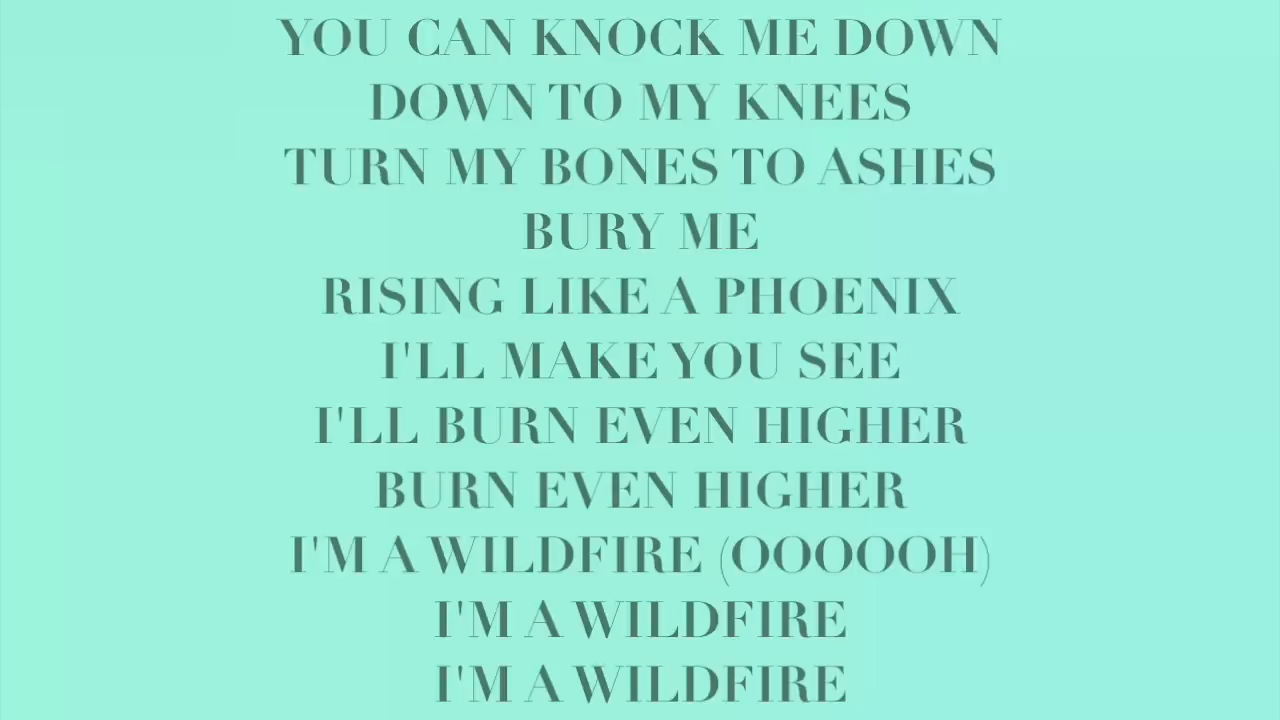 YOU CAN KNOCK ME DOWN
DOWN TO MY KNEES
TURN MY BONES TO ASHES
BURY ME
RISING LIKE A PHOENIX
I'LL MAKE YOU SEE
I'LL BURN EVEN HIGHER
BURN EVEN HIGHER
I'M A WILDFIRE (OOOOOH)
I'M A WILDFIRE
I'M A WILDFIRE